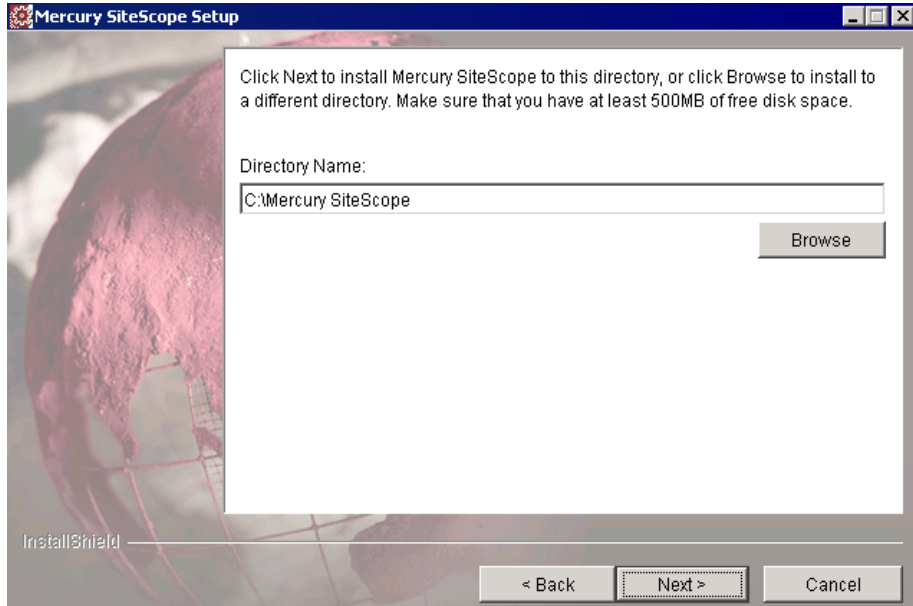 Mercury SiteScope Setup
Click Next to install Mercury SiteScope to this directory, or click Browse to install to
a different directory. Make sure that you have at least 500MB of free disk space.
Directory Name:
C:\Mercury SiteScope
Browse
InstallShield
< Back
Next >
Cancel